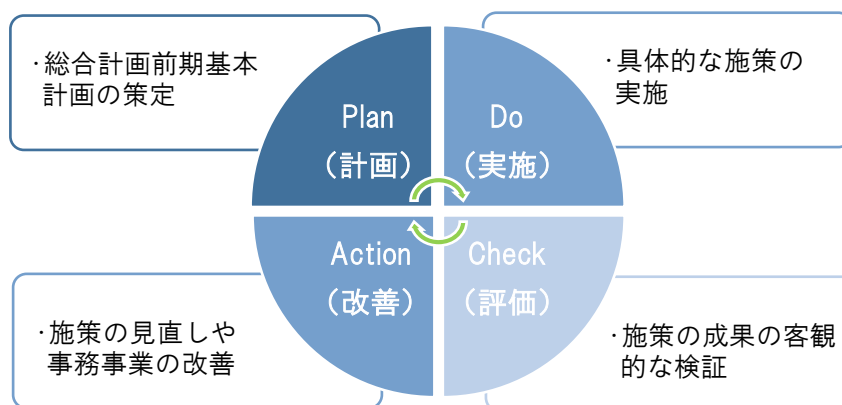 ・総合計画前期基本
計画の策定
Plan
（計画）
Do
（実施）
・具体的な施策の
実施
Action
（改善）
Check
（評価）
・施策の見直しや
事務事業の改善
・施策の成果の客観
的な検証